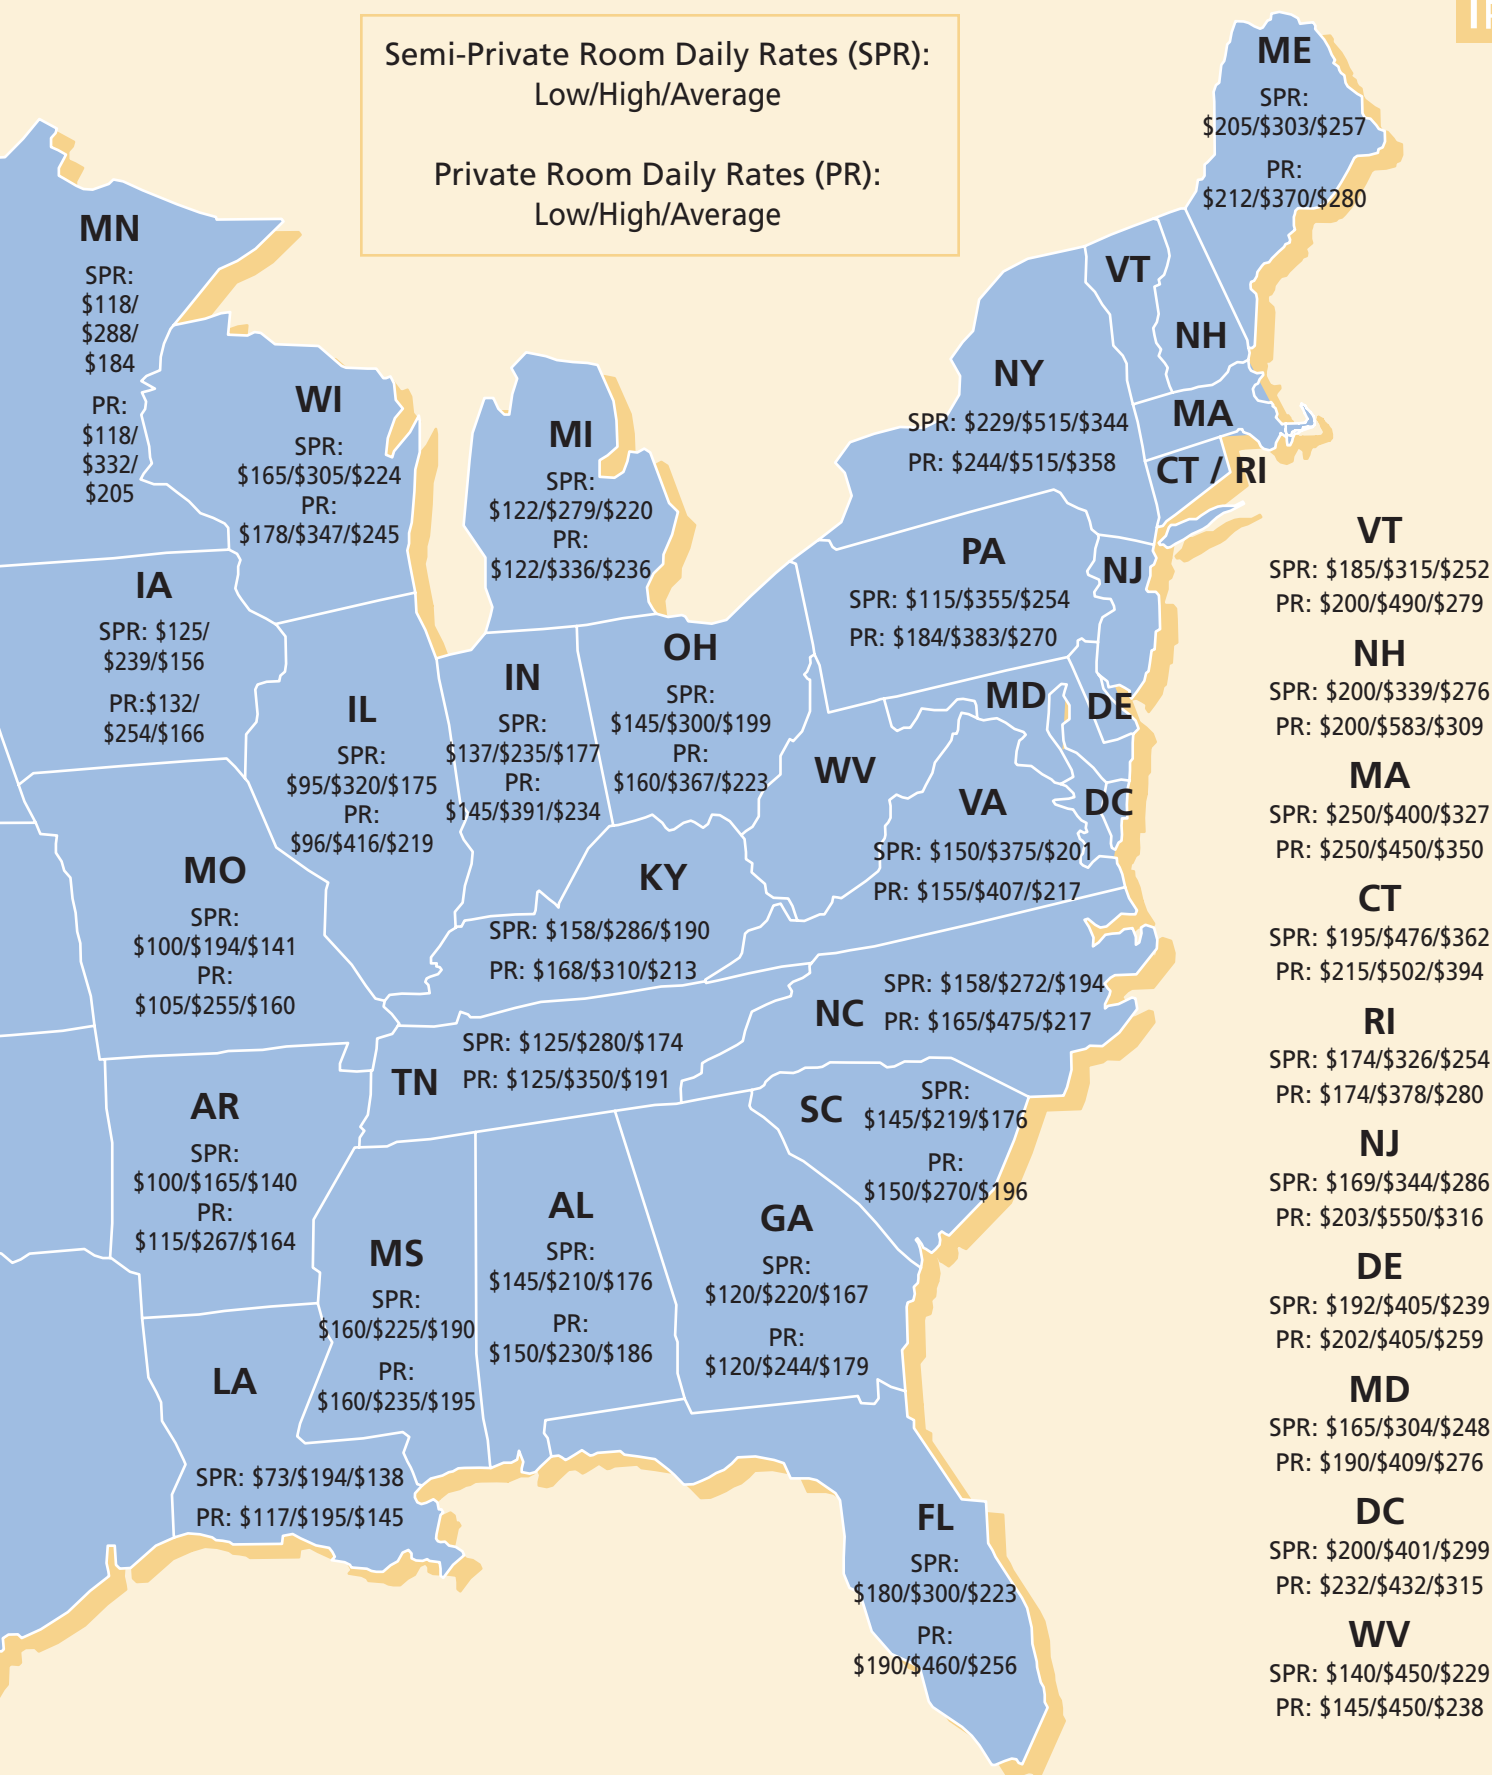 Semi-Private Room Daily Rates (SPR):
Low/High/Average
Private Room Daily Rates (PR):
Low/High/Average
ME
SPR:
$205/$303/$257
PR:
$212/$370/$280
MN
SPR:
$118/
$288/
$184
PR:
$118/
$332/
$205
WI
SPR:
$165/$305/$224
PR:
$178/$347/$245
MI
SPR:
$122/$279/$220
PR:
$122/$336/$236
VT
NH
NY
SPR: $229/$515/$344
PR: $244/$515/$358
MA
CT / RI
IA
SPR: $125/
$239/$156
PR:$132/
$254/$166
IL
SPR:
$95/$320/$175
PR:
$96/$416/$219
IN
SPR:
$137/$235/$177
PR:
$145/$391/$234
OH
SPR:
$145/$300/$199
PR:
$160/$367/$223
PA
SPR: $115/$355/$254
PR: $184/$383/$270
NJ
MD
DE
WV
VA
SPR: $150/$375/$201
PR: $155/$407/$217
DC
MO
SPR:
$100/$194/$141
PR:
$105/$255/$160
KY
SPR: $158/$286/$190
PR: $168/$310/$213
NC
SPR: $158/$272/$194
PR: $165/$475/$217
TN
SPR: $125/$280/$174
PR: $125/$350/$191
AR
SPR:
$100/$165/$140
PR:
$115/$267/$164
SC
SPR:
$145/$219/$176
PR:
$150/$270/$196
MS
SPR:
$160/$225/$190
PR:
$160/$235/$195
AL
SPR:
$145/$210/$176
PR:
$150/$230/$186
GA
SPR:
$120/$220/$167
PR:
$120/$244/$179
LA
SPR: $73/$194/$138
PR: $117/$195/$145
FL
SPR:
$180/$300/$223
PR:
$190/$460/$256
VT
SPR: $185/$315/$252
PR: $200/$490/$279
NH
SPR: $200/$339/$276
PR: $200/$583/$309
MA
SPR: $250/$400/$327
PR: $250/$450/$350
CT
SPR: $195/$476/$362
PR: $215/$502/$394
RI
SPR: $174/$326/$254
PR: $174/$378/$280
NJ
SPR: $169/$344/$286
PR: $203/$550/$316
DE
SPR: $192/$405/$239
PR: $202/$405/$259
MD
SPR: $165/$304/$248
PR: $190/$409/$276
DC
SPR: $200/$401/$299
PR: $232/$432/$315
WV
SPR: $140/$450/$229
PR: $145/$450/$238